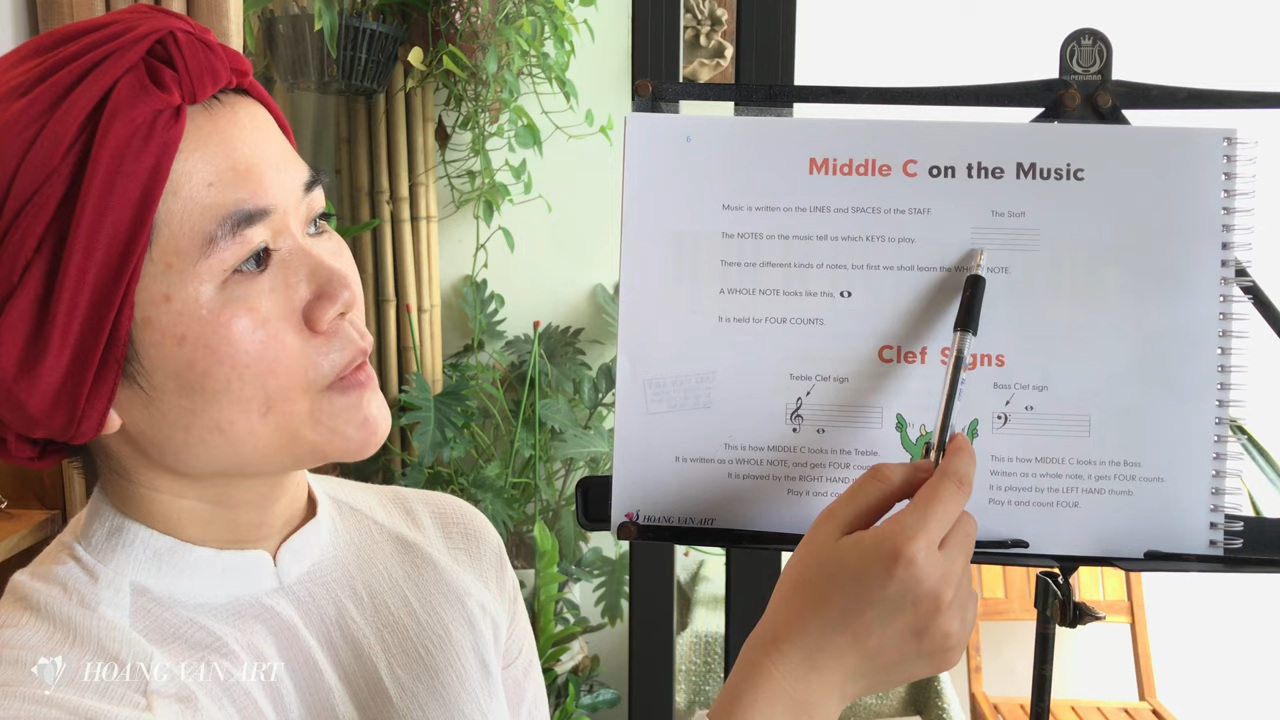 PERLMAN
6
Middle C on the Music
Music is written on the LINES and SPACES of the STAFF.
The Staff
The NOTES on the music tell us which KEYS to play.
There are different kinds of notes, but first we shall learn the NOTE.
A WHOLE NOTE looks like this,
It is held for FOUR COUNTS.
Clef Signs
Treble Clef sign
Bass Clef sign
This is how MIDDLE C looks in the Treble.
It is written as a WHOLE NOTE, and gets FOUR
It is played by the RIGHT HAND
Play it and
This is how MIDDLE C looks in the Bass.
Written as a whole note, it gets FOUR counts.
It is played by the LEFT HAND thumb.
Play it and count FOUR.
HOANG VAN ART
HOANG VAN ART